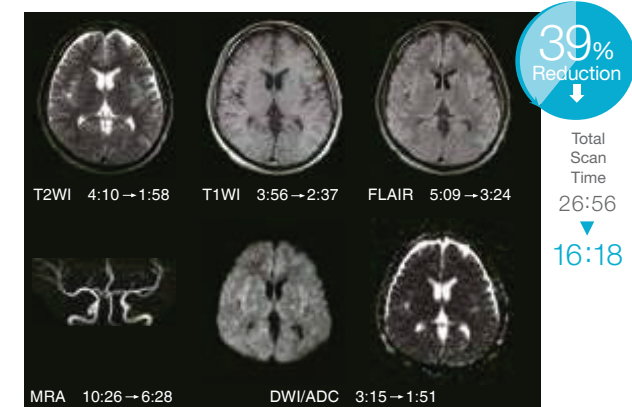 39%
Reduction
Total
Scan
Time
26:56
▼
16:18
T2WI 4:10→1:58
T1WI 3:56→2:37
FLAIR 5:09→3:24
MRA 10:26→6:28
DWI/ADC 3:15→1:51